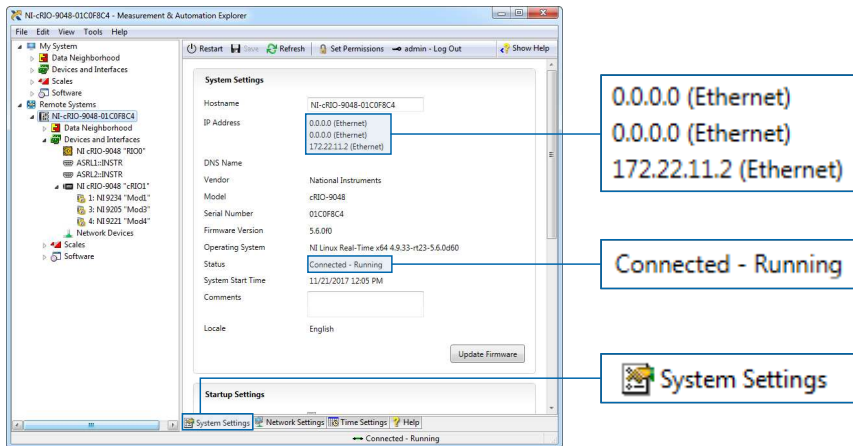 NI-cRIO-9048-01C0F8C4 - Measurement & Automation Explorer
File Edit View Tools Help
My System
Data Neighborhood
Devices and Interfaces
Scales
Software
Remote Systems
NI-cRIO-9048-01C0F8C4
Data Neighborhood
Devices and Interfaces
NI cRIO-9048 "RIO0"
ASRL1::INSTR
ASRL2::INSTR
NI cRIO-9048 "cRIO1"
1: NI 9234 "Mod1"
3: NI 9205 "Mod3"
4: NI 9221 "Mod4"
Network Devices
Scales
Software
Restart Save Refresh Set Permissions admin - Log Out Show Help
System Settings
Hostname NI-cRIO-9048-01C0F8C4
IP Address 0.0.0.0 (Ethernet)
0.0.0.0 (Ethernet)
172.22.11.2 (Ethernet)
DNS Name
Vendor National Instruments
Model cRIO-9048
Serial Number 01C0F8C4
Firmware Version 5.6.0f0
Operating System NI Linux Real-Time x64 4.9.33-rt23-5.6.0d60
Status Connected - Running
System Start Time 11/21/2017 12:05 PM
Comments
Locale English
Update Firmware
Startup Settings
System Settings Network Settings Time Settings Help
Connected - Running
0.0.0.0 (Ethernet)
0.0.0.0 (Ethernet)
172.22.11.2 (Ethernet)
Connected - Running
System Settings